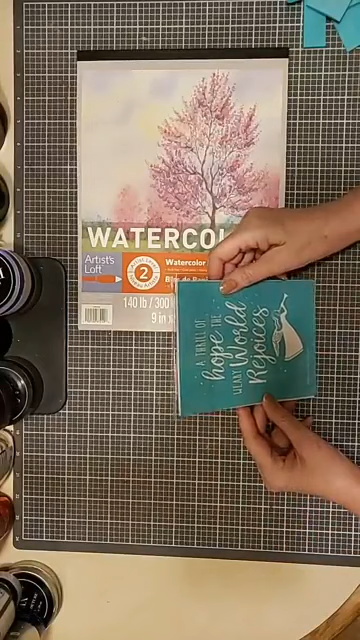 WATERCOL
Artist's
Loft
2
Watercolor
140 lb / 300
9 in x
A THRILL OF
hope THE
WEARY World
Rejoices